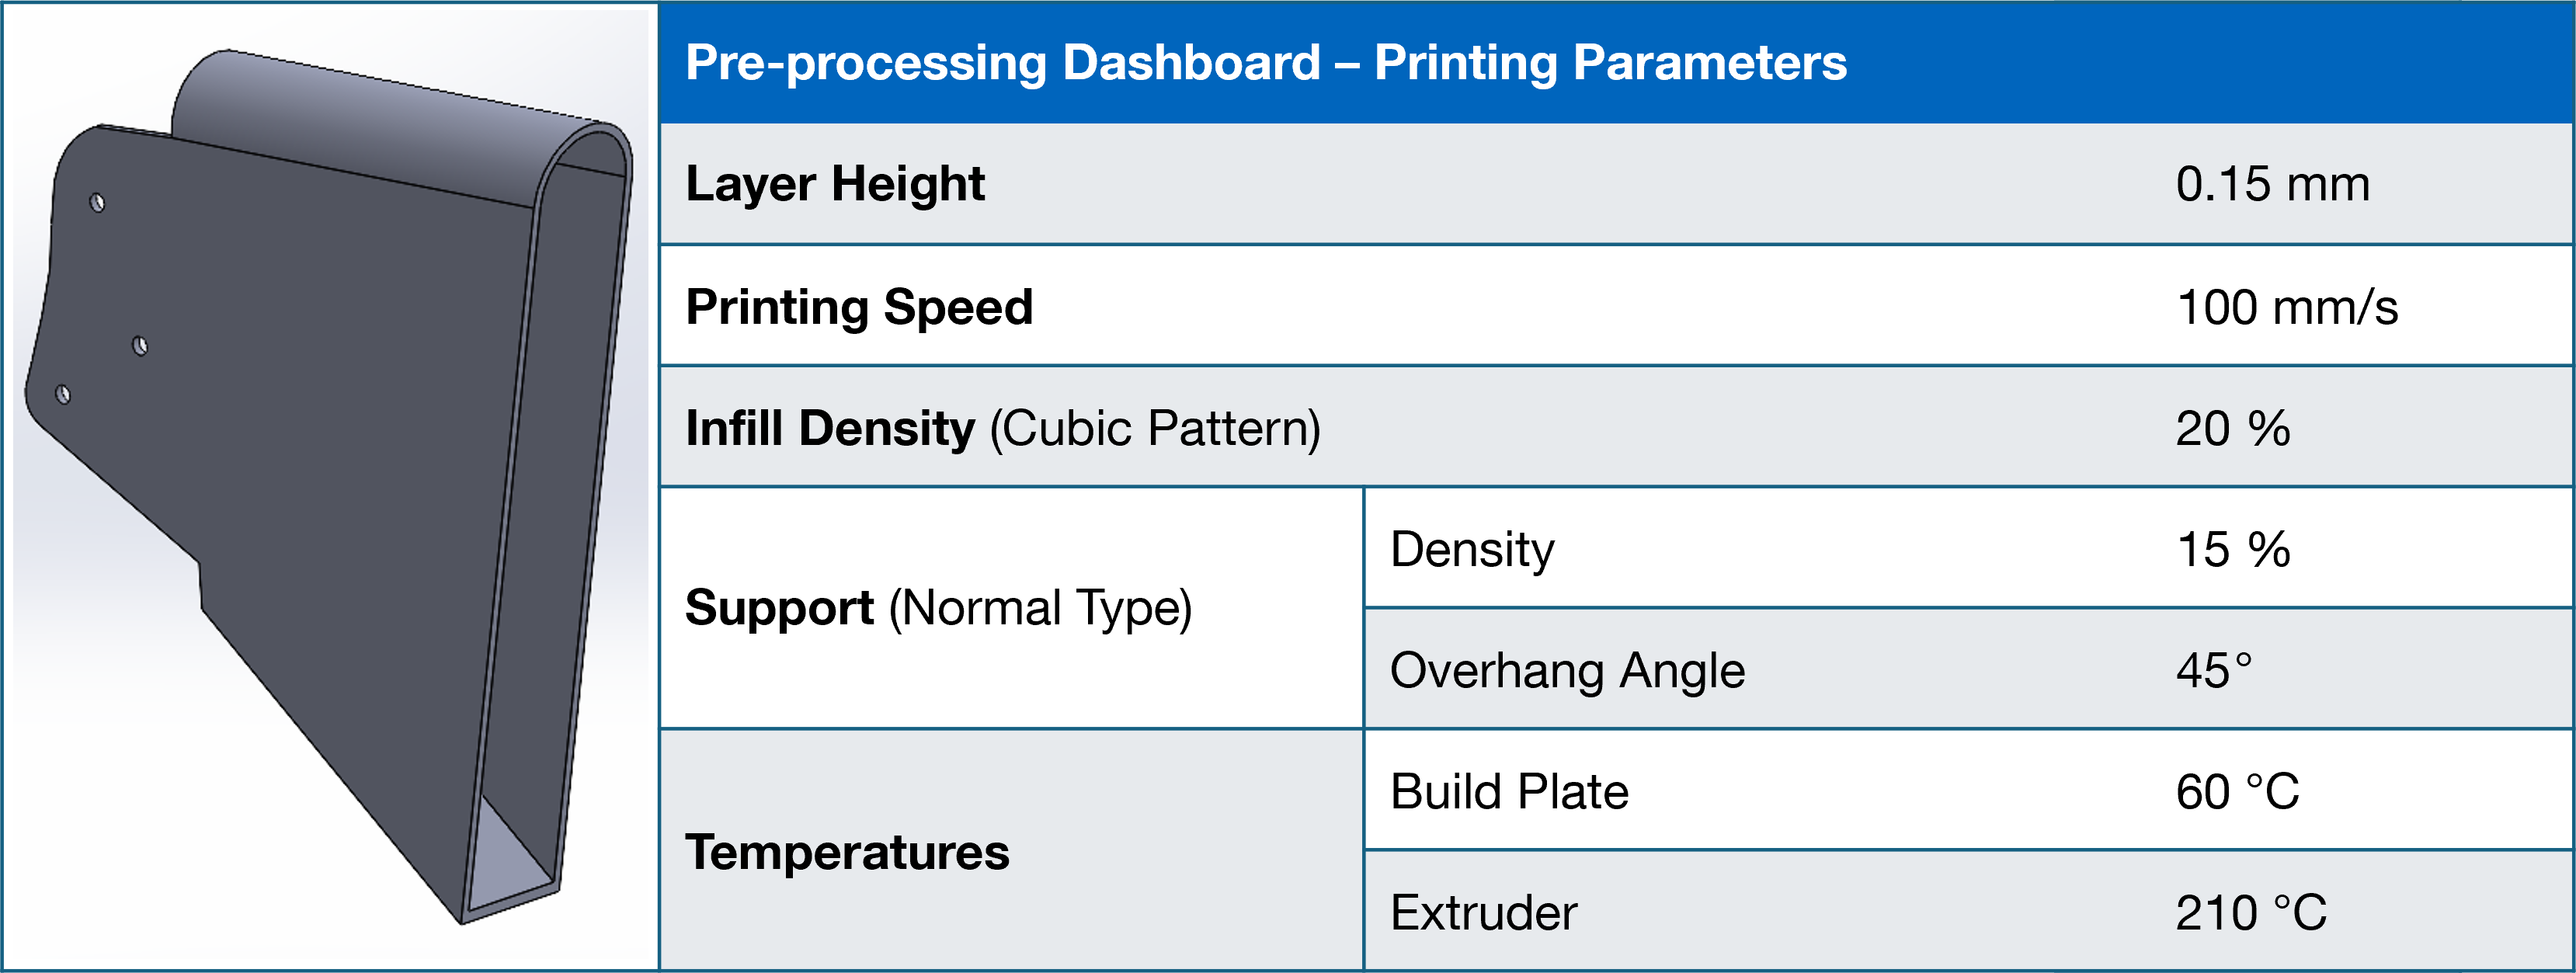 Pre-processing Dashboard – Printing Parameters
Layer Height 0.15 mm
Printing Speed 100 mm/s
Infill Density (Cubic Pattern) 20 %
Support (Normal Type)
Density 15 %
Overhang Angle 45°
Temperatures
Build Plate 60 °C
Extruder 210 °C